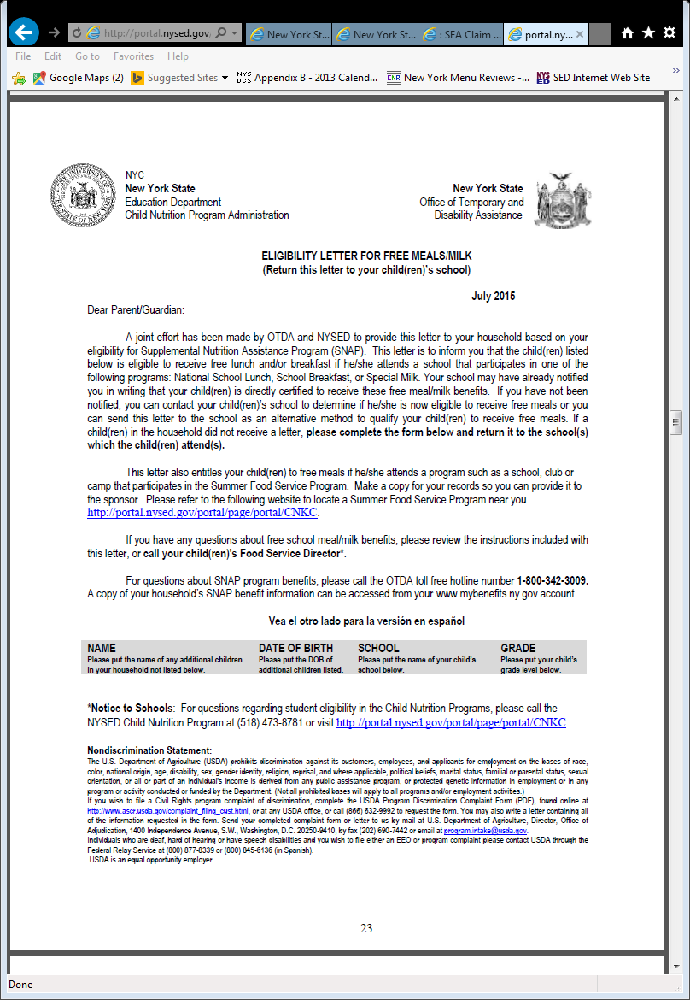 http://portal.nysed.gov
New York St...
New York St...
: SFA Claim ...
portal.ny...
File Edit Go to Favorites Help
Google Maps (2) Suggested Sites NYS DCS Appendix B - 2013 Calend... CNR New York Menu Reviews -... NYS ED SED Internet Web Site
THE UNIVERSITY OF THE STATE OF NEW YORK
NYC
New York State
Education Department
Child Nutrition Program Administration
New York State
Office of Temporary and
Disability Assistance
ELIGIBILITY LETTER FOR FREE MEALS/MILK
(Return this letter to your child(ren)'s school)
July 2015
Dear Parent/Guardian:
A joint effort has been made by OTDA and NYSED to provide this letter to your household based on your
eligibility for Supplemental Nutrition Assistance Program (SNAP). This letter is to inform you that the child(ren) listed
below is eligible to receive free lunch and/or breakfast if he/she attends a school that participates in one of the
following programs: National School Lunch, School Breakfast, or Special Milk. Your school may have already notified
you in writing that your child(ren) is directly certified to receive these free meal/milk benefits. If you have not been
notified, you can contact your child(ren)'s school to determine if he/she is now eligible to receive free meals or you
can send this letter to the school as an alternative method to qualify your child(ren) to receive free meals. If a
child(ren) in the household did not receive a letter, please complete the form below and return it to the school(s)
which the child(ren) attend(s).
This letter also entitles your child(ren) to free meals if he/she attends a program such as a school, club or
camp that participates in the Summer Food Service Program. Make a copy for your records so you can provide it to
the sponsor. Please refer to the following website to locate a Summer Food Service Program near you
http://portal.nysed.gov/portal/page/portal/CNKC.
If you have any questions about free school meal/milk benefits, please review the instructions included with
this letter, or call your child(ren)'s Food Service Director*.
For questions about SNAP program benefits, please call the OTDA toll free hotline number 1-800-342-3009.
A copy of your household's SNAP benefit information can be accessed from your www.mybenefits.ny.gov account.
Vea el otro lado para la versión en español
NAME DATE OF BIRTH SCHOOL GRADE
Please put the name of any additional children Please put the DOB of Please put the name of your child's Please put your child's
in your household not listed below. additional children listed. school below. grade level below.
*Notice to Schools: For questions regarding student eligibility in the Child Nutrition Programs, please call the
NYSED Child Nutrition Program at (518) 473-8781 or visit http://portal.nysed.gov/portal/page/portal/CNKC.
Nondiscrimination Statement:
The U.S. Department of Agriculture (USDA) prohibits discrimination against its customers, employees, and applicants for employment on the bases of race,
color, national origin, age, disability, sex, gender identity, religion, reprisal, and where applicable, political beliefs, marital status, familial or parental status, sexual
orientation, or all or part of an individual's income is derived from any public assistance program, or protected genetic information in employment or in any
program or activity conducted or funded by the Department. (Not all prohibited bases will apply to all programs and/or employment activities.)
If you wish to file a Civil Rights program complaint of discrimination, complete the USDA Program Discrimination Complaint Form (PDF), found online at
http://www.ascr.usda.gov/complaint_filing_cust.html, or at any USDA office, or call (866) 632-9992 to request the form. You may also write a letter containing all
of the information requested in the form. Send your completed complaint form or letter to us by mail at U.S. Department of Agriculture, Director, Office of
Adjudication, 1400 Independence Avenue, S.W., Washington, D.C. 20250-9410, by fax (202) 690-7442 or email at program.intake@usda.gov.
Individuals who are deaf, hard of hearing or have speech disabilities and you wish to file either an EEO or program complaint please contact USDA through the
Federal Relay Service at (800) 877-8339 or (800) 845-6136 (in Spanish).
USDA is an equal opportunity employer.
23
Done